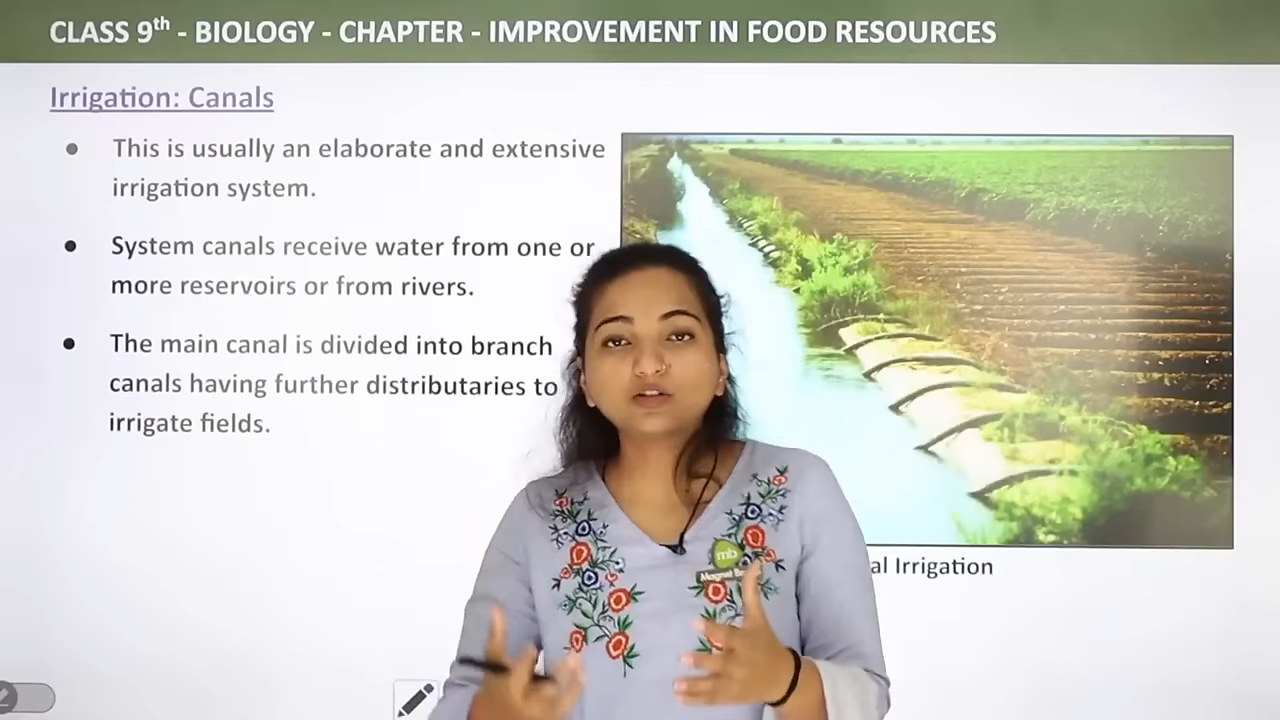 CLASS 9th - BIOLOGY - CHAPTER - IMPROVEMENT IN FOOD RESOURCES
Irrigation: Canals
This is usually an elaborate and extensive
irrigation system.
System canals receive water from one or
more reservoirs or from rivers.
The main canal is divided into branch
canals having further distributaries to
irrigate fields.
al Irrigation
mb
Magnet